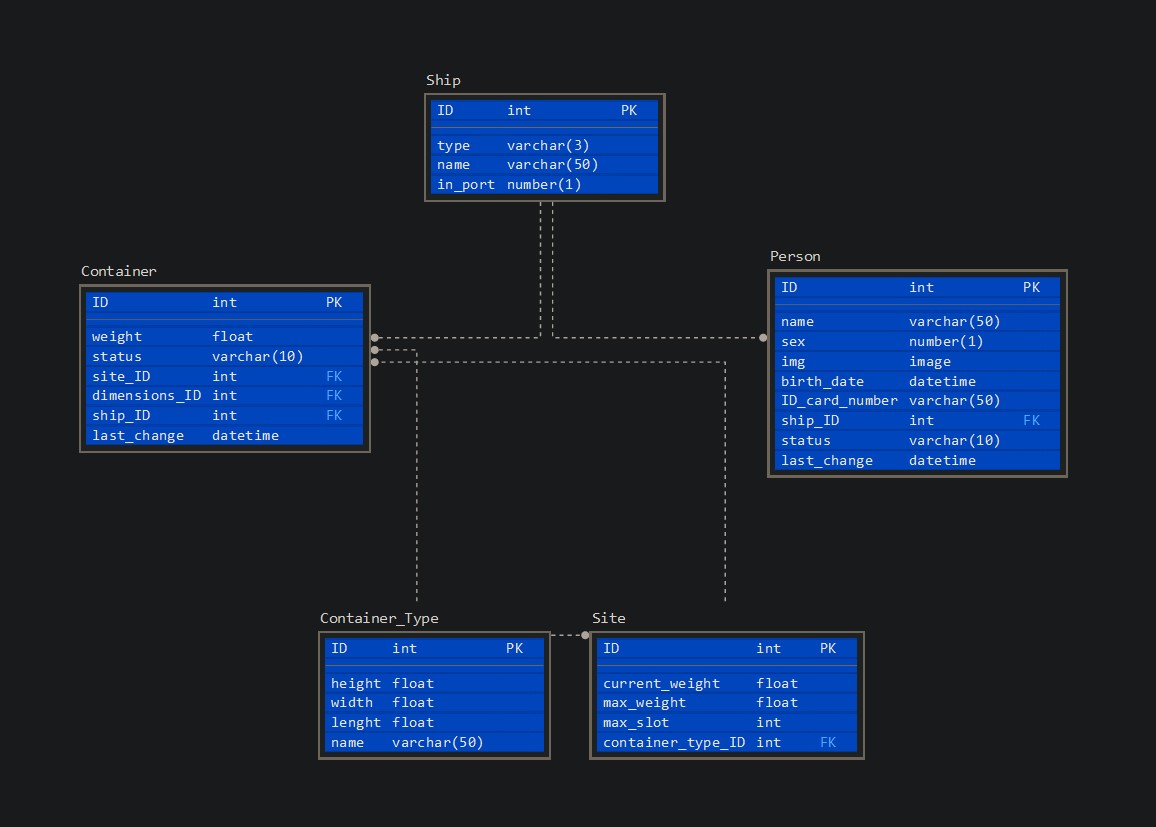 Ship
ID int PK
type varchar(3)
name varchar(50)
in_port number(1)
Container
ID int PK
weight float
status varchar(10)
site_ID int FK
dimensions_ID int FK
ship_ID int FK
last_change datetime
Person
ID int PK
name varchar(50)
sex number(1)
img image
birth_date datetime
ID_card_number varchar(50)
ship_ID int FK
status varchar(10)
last_change datetime
Container_Type
ID int PK
height float
width float
lenght float
name varchar(50)
Site
ID int PK
current_weight float
max_weight float
max_slot int
container_type_ID int FK